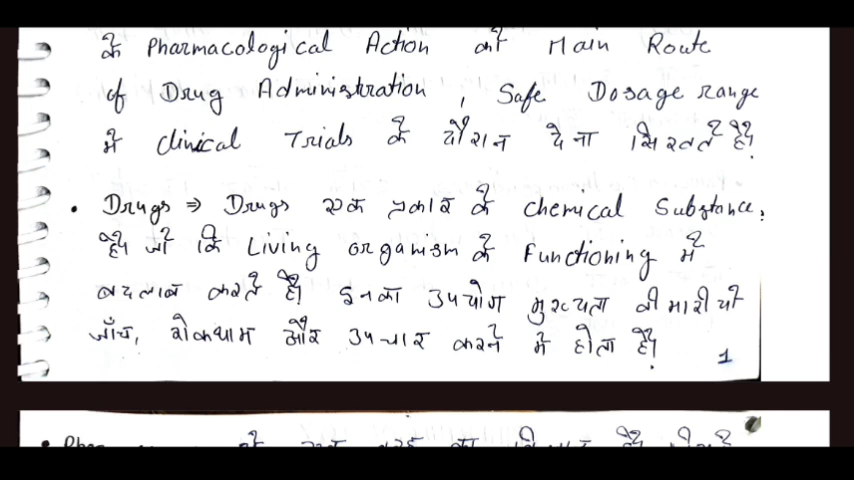 के Pharmacological Action को Main Route
of Drug Administration, Safe Dosage range
में Clinical Trials के दौरान देना सिखते है।
• Drugs ⇒ Drugs एक प्रकार के Chemical Substance,
है। जो कि Living organism के Functioning में
बदलाव करते है। इनका उपयोग मुख्यता बीमारीयो
जाँच, रोकथाम और उपचार करने में होता है।
1